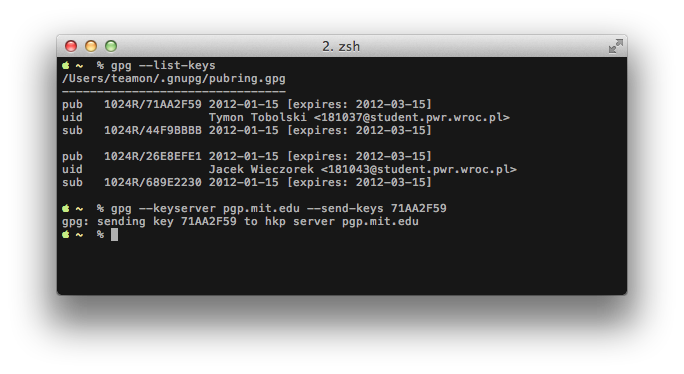 2. zsh
~ % gpg --list-keys
/Users/teamon/.gnupg/pubring.gpg
--------------------------------
pub   1024R/71AA2F59 2012-01-15 [expires: 2012-03-15]
uid                  Tymon Tobolski <181037@student.pwr.wroc.pl>
sub   1024R/44F9BBBB 2012-01-15 [expires: 2012-03-15]
pub   1024R/26E8EFE1 2012-01-15 [expires: 2012-03-15]
uid                  Jacek Wieczorek <181043@student.pwr.wroc.pl>
sub   1024R/689E2230 2012-01-15 [expires: 2012-03-15]
~ % gpg --keyserver pgp.mit.edu --send-keys 71AA2F59
gpg: sending key 71AA2F59 to hkp server pgp.mit.edu
~ %